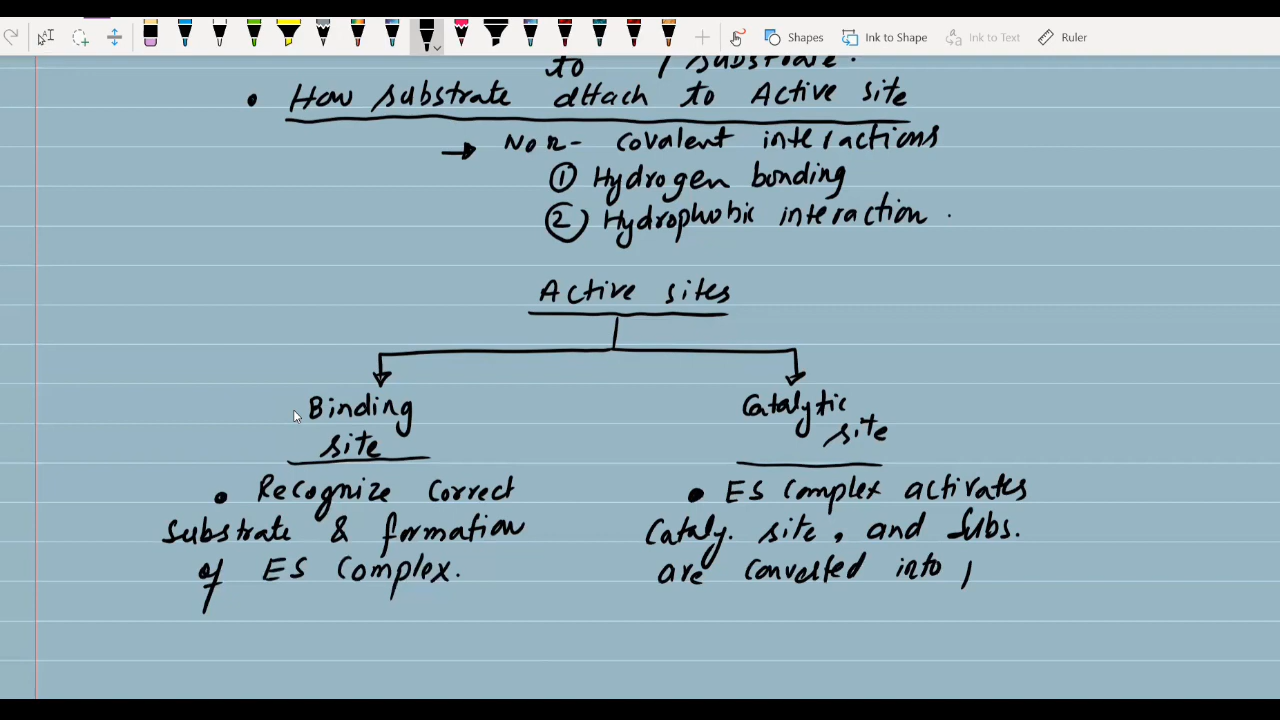 Shapes
Ink to Shape
Ink to Text
Ruler
to / substrate.
• How substrate attach to Active site
→ Non- covalent interactions
① Hydrogen bonding
② Hydrophobic interaction .
Active sites
Binding
site
• Recognize correct
substrate & formation
of ES complex.
Catalytic
site
• ES complex activates
Cataly. site, and Subs.
are converted into